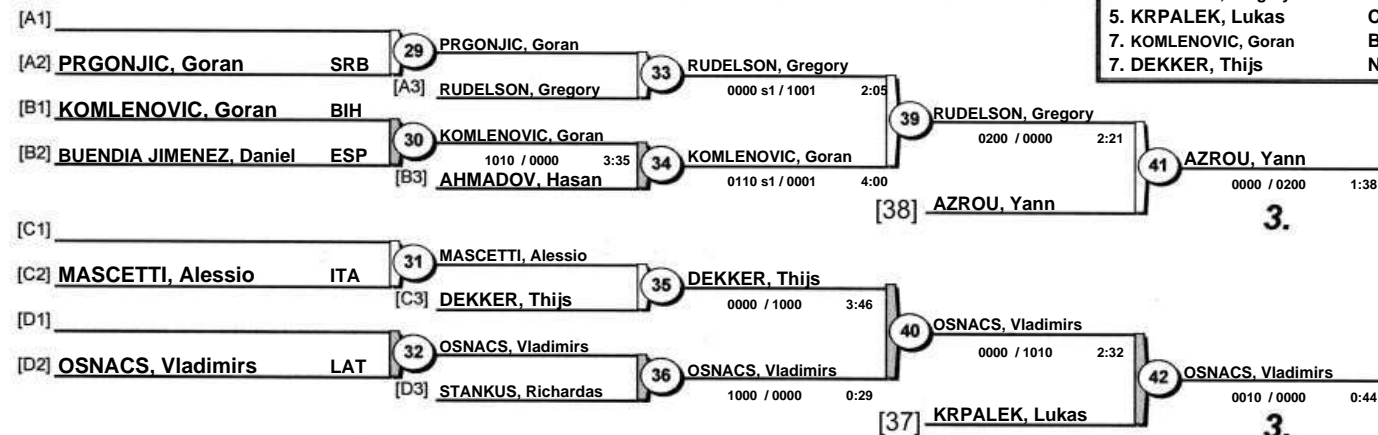 5. KRPALEK, Lukas
7. KOMLENOVIC, Goran B
7. DEKKER, Thijs N
[A1]
[A2] PRGONJIC, Goran SRB
29 PRGONJIC, Goran
[A3] RUDELSON, Gregory
33 RUDELSON, Gregory
0000 s1 / 1001 2:05
[B1] KOMLENOVIC, Goran BIH
[B2] BUENDIA JIMENEZ, Daniel ESP
30 KOMLENOVIC, Goran
1010 / 0000 3:35
[B3] AHMADOV, Hasan
34 KOMLENOVIC, Goran
0110 s1 / 0001 4:00
39 RUDELSON, Gregory
0200 / 0000 2:21
[38] AZROU, Yann
41 AZROU, Yann
0000 / 0200 1:38
3.
[C1]
[C2] MASCETTI, Alessio ITA
31 MASCETTI, Alessio
[C3] DEKKER, Thijs
35 DEKKER, Thijs
0000 / 1000 3:46
[D1]
[D2] OSNACS, Vladimirs LAT
32 OSNACS, Vladimirs
[D3] STANKUS, Richardas
36 OSNACS, Vladimirs
1000 / 0000 0:29
40 OSNACS, Vladimirs
0000 / 1010 2:32
[37] KRPALEK, Lukas
42 OSNACS, Vladimirs
0010 / 0000 0:44
3.